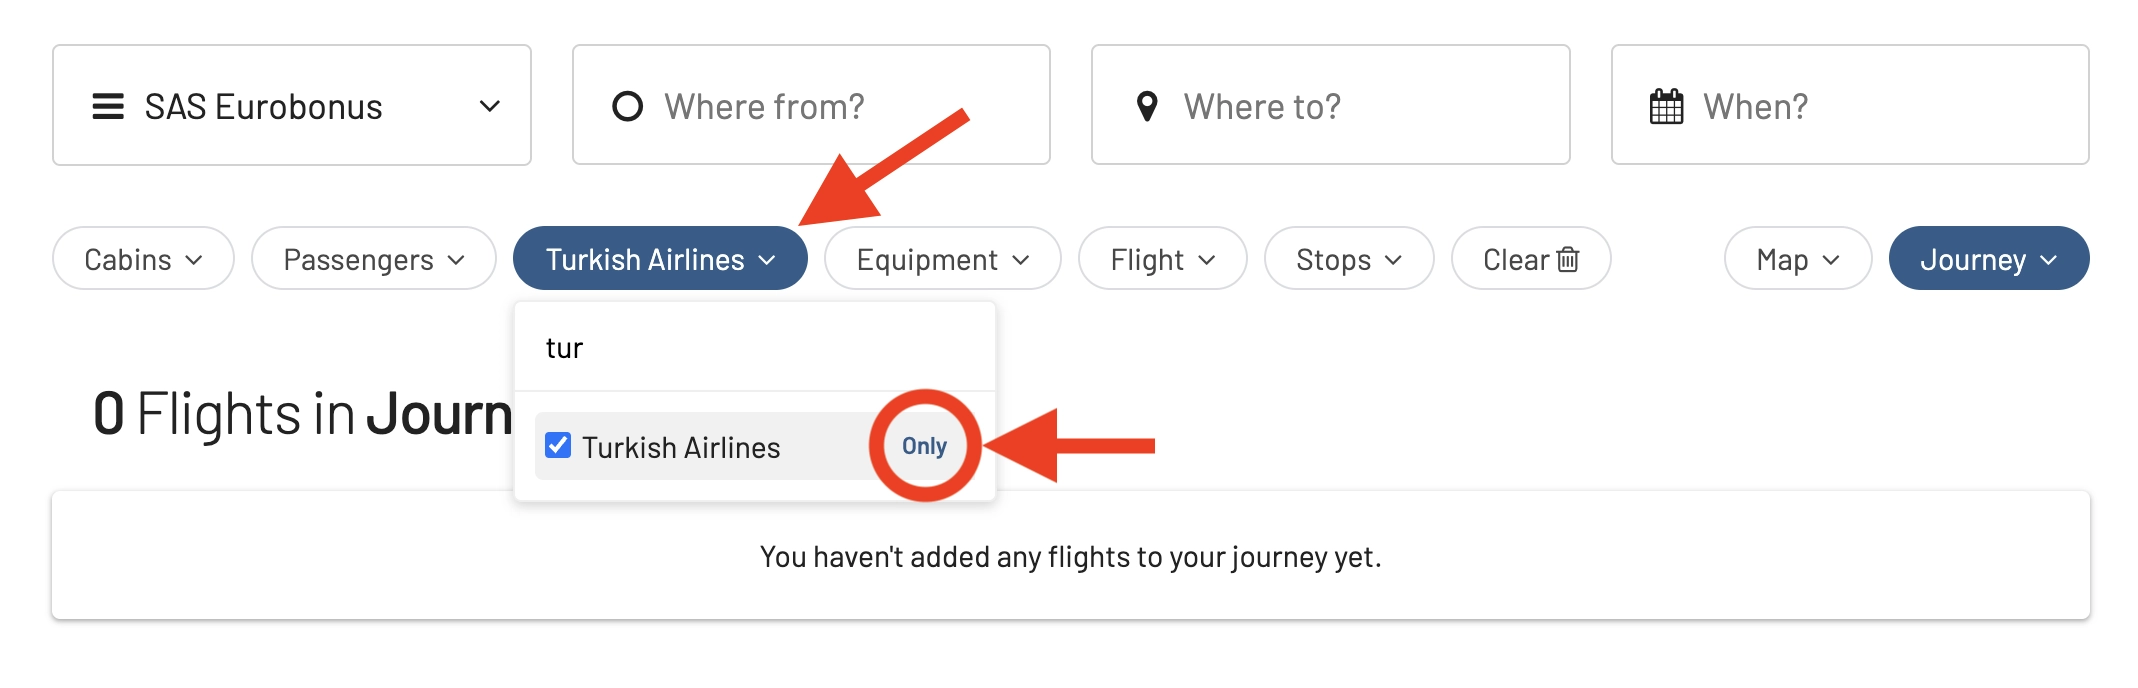 SAS Eurobonus
Where from?
Where to?
When?
Cabins
Passengers
Turkish Airlines
Equipment
Flight
Stops
Clear
Map
Journey
tur
0 Flights in Journ
Turkish Airlines
Only
You haven't added any flights to your journey yet.